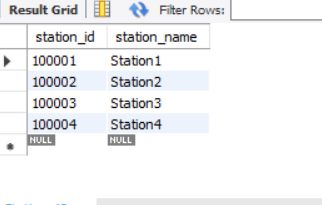 Result Grid Filter Rows:
station_id station_name
100001 Station1
100002 Station2
100003 Station3
100004 Station4
NULL NULL